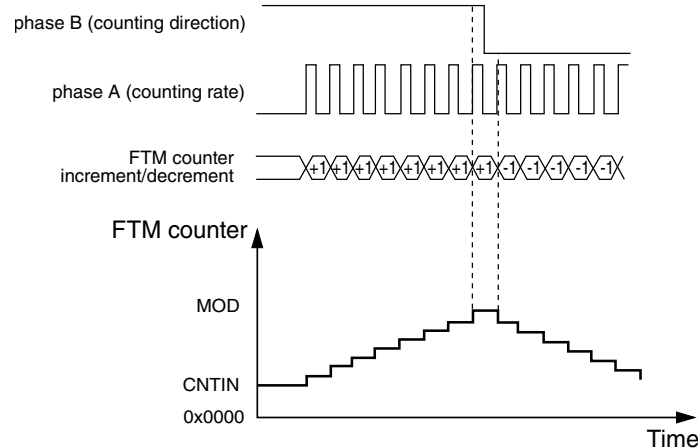 phase B (counting direction)
phase A (counting rate)
FTM counter
increment/decrement
+1 +1 +1 +1 +1 +1 +1 +1 -1 -1 -1 -1 -1
FTM counter
MOD
CNTIN
0x0000
Time